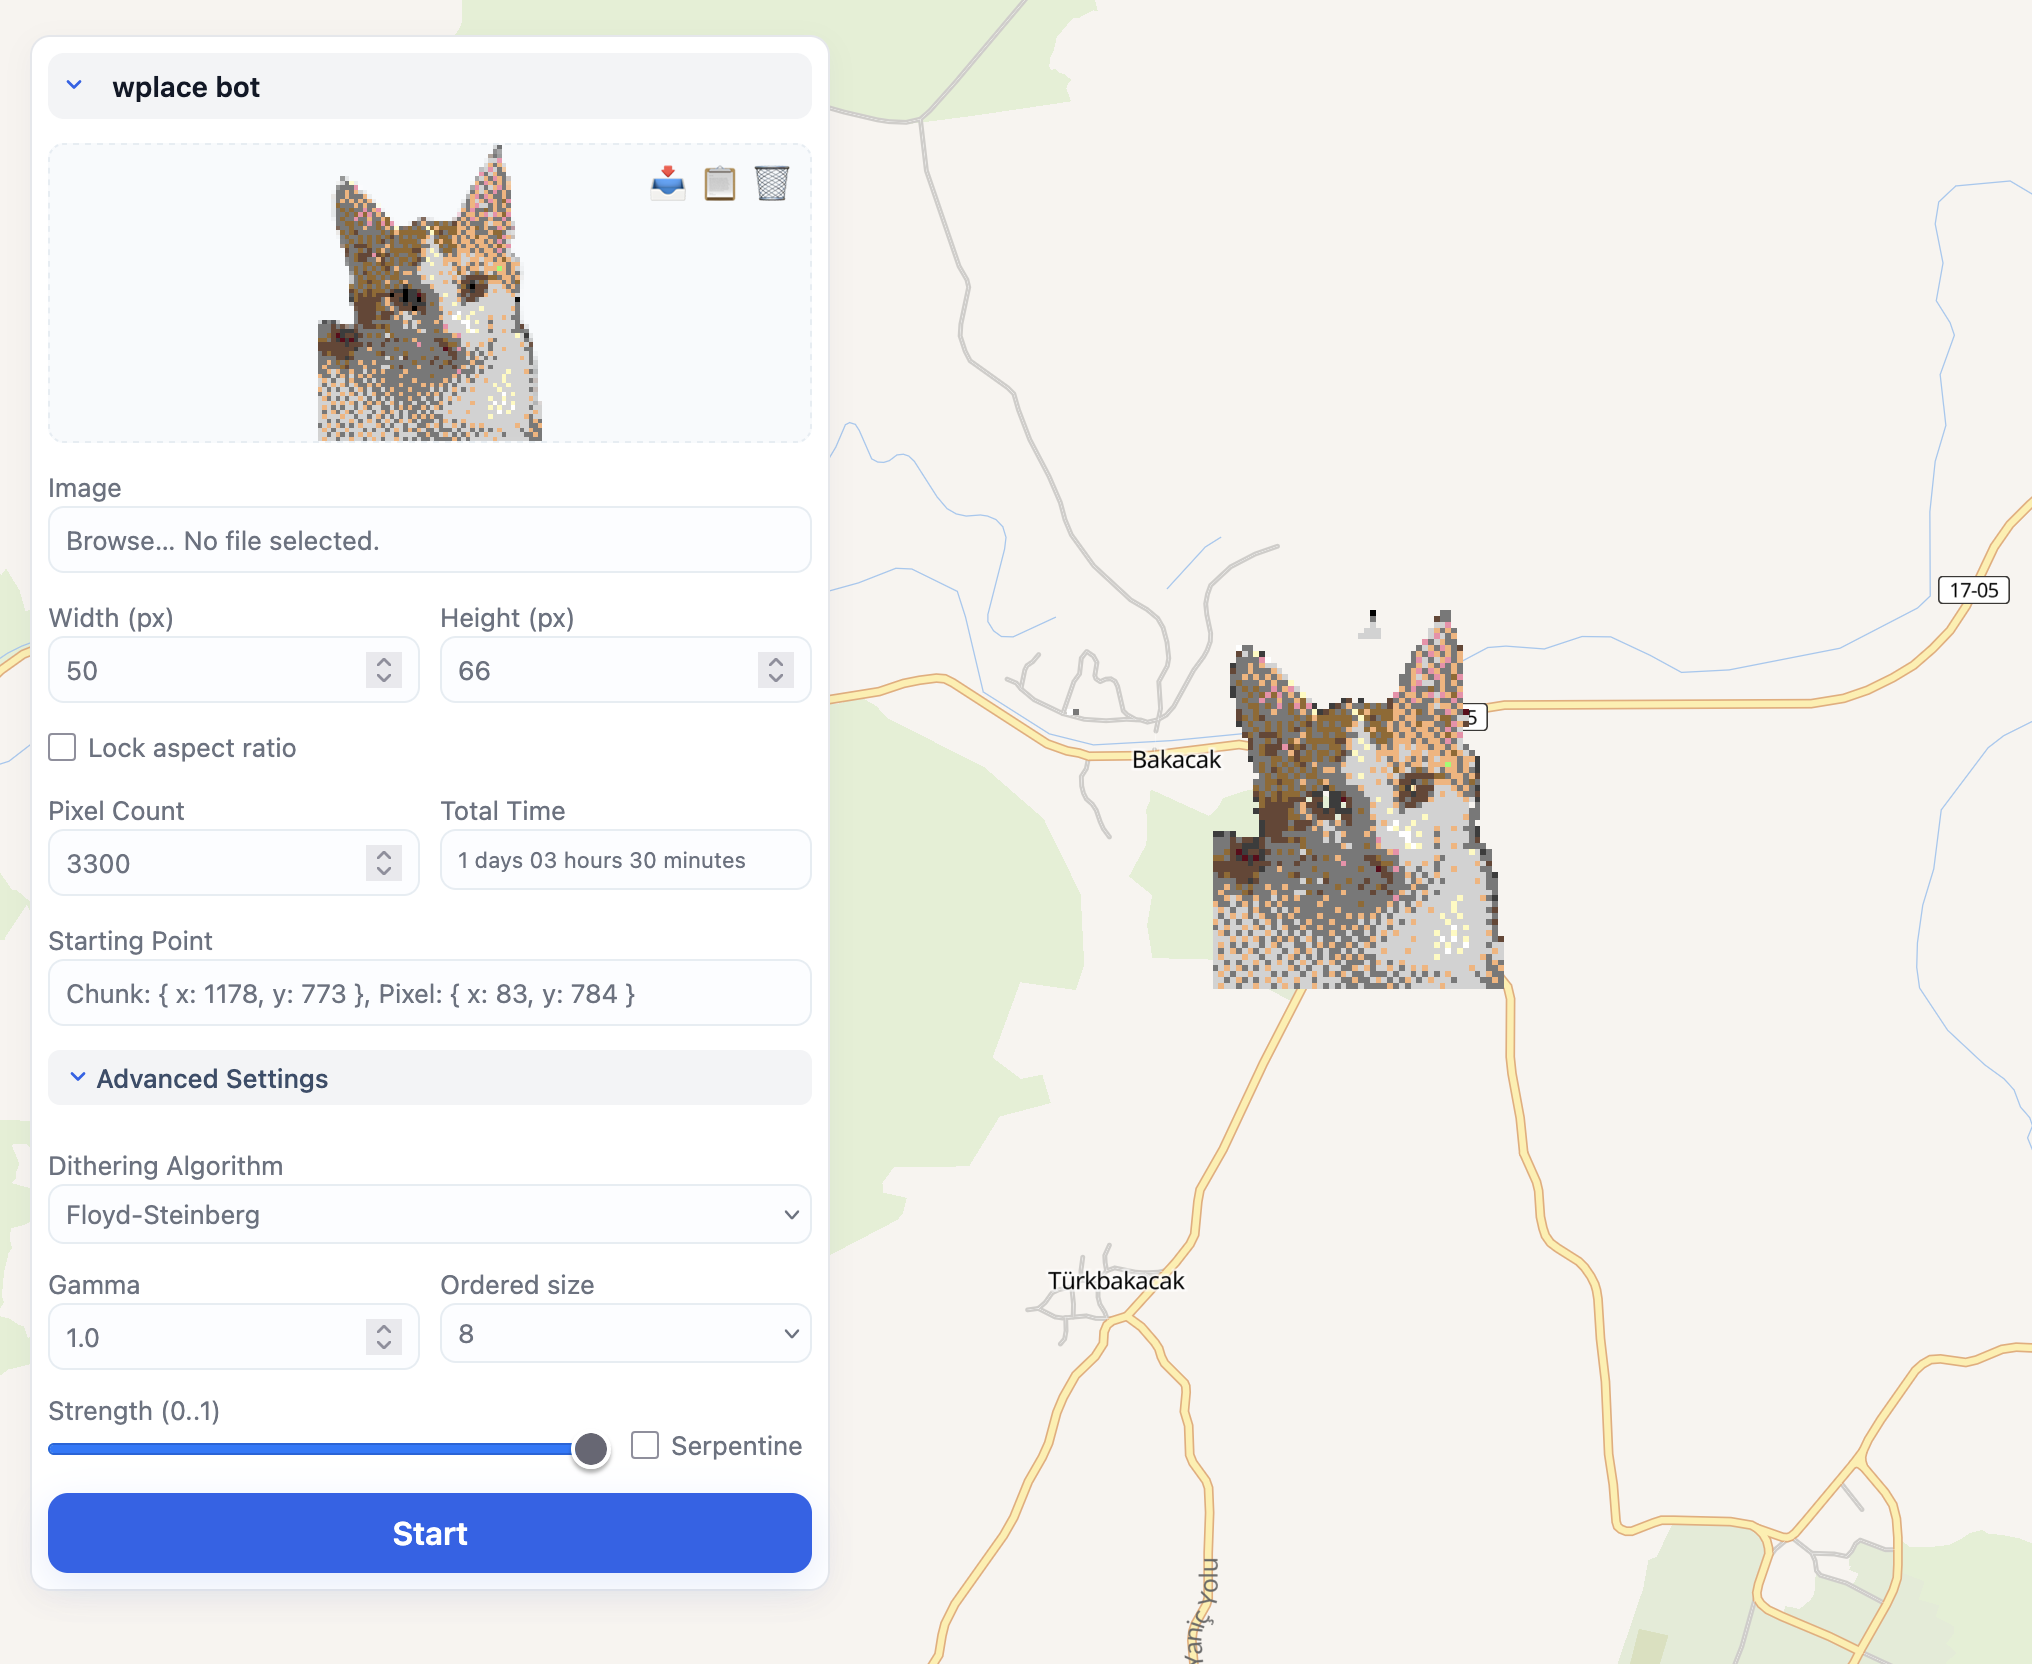 wplace bot
Image
Browse... No file selected.
Width (px)
Height (px)
50
66
Lock aspect ratio
Pixel Count
Total Time
3300
1 days 03 hours 30 minutes
Starting Point
Chunk: { x: 1178, y: 773 }, Pixel: { x: 83, y: 784 }
Advanced Settings
Dithering Algorithm
Floyd-Steinberg
Gamma
Ordered size
1.0
8
Strength (0..1)
Serpentine
Start
17-05
5
Bakacak
Türkbakacak
Yaniç Yolu